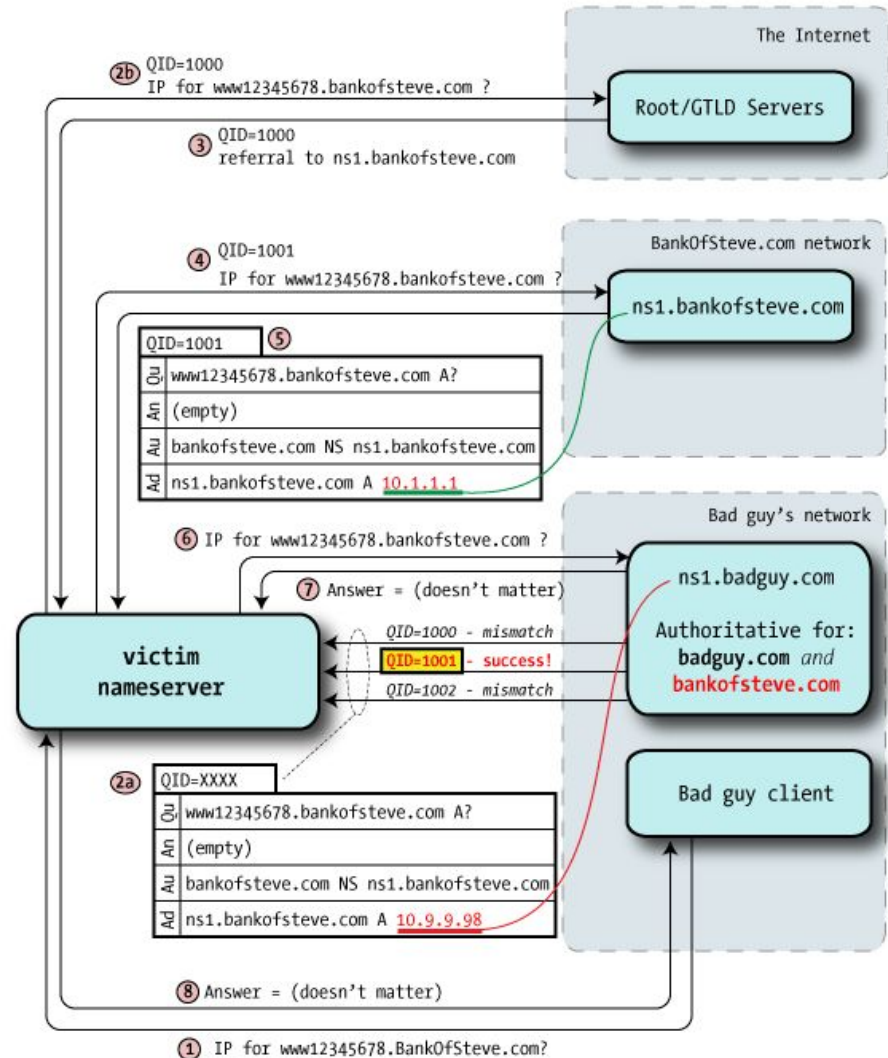 The Internet
2b QID=1000
IP for www12345678.bankofsteve.com ?
Root/GTLD Servers
3 QID=1000
referral to ns1.bankofsteve.com
BankOfSteve.com network
4 QID=1001
IP for www12345678.bankofsteve.com ?
ns1.bankofsteve.com
QID=1001 5
Qu www12345678.bankofsteve.com A?
An (empty)
Au bankofsteve.com NS ns1.bankofsteve.com
Ad ns1.bankofsteve.com A 10.1.1.1
Bad guy's network
6 IP for www12345678.bankofsteve.com ?
7 Answer = (doesn't matter)
ns1.badguy.com
Authoritative for:
badguy.com and
bankofsteve.com
QID=1000 - mismatch
QID=1001 - success!
QID=1002 - mismatch
victim
nameserver
2a QID=XXXX
Qu www12345678.bankofsteve.com A?
An (empty)
Au bankofsteve.com NS ns1.bankofsteve.com
Ad ns1.bankofsteve.com A 10.9.9.98
Bad guy client
8 Answer = (doesn't matter)
1 IP for www12345678.BankOfSteve.com?